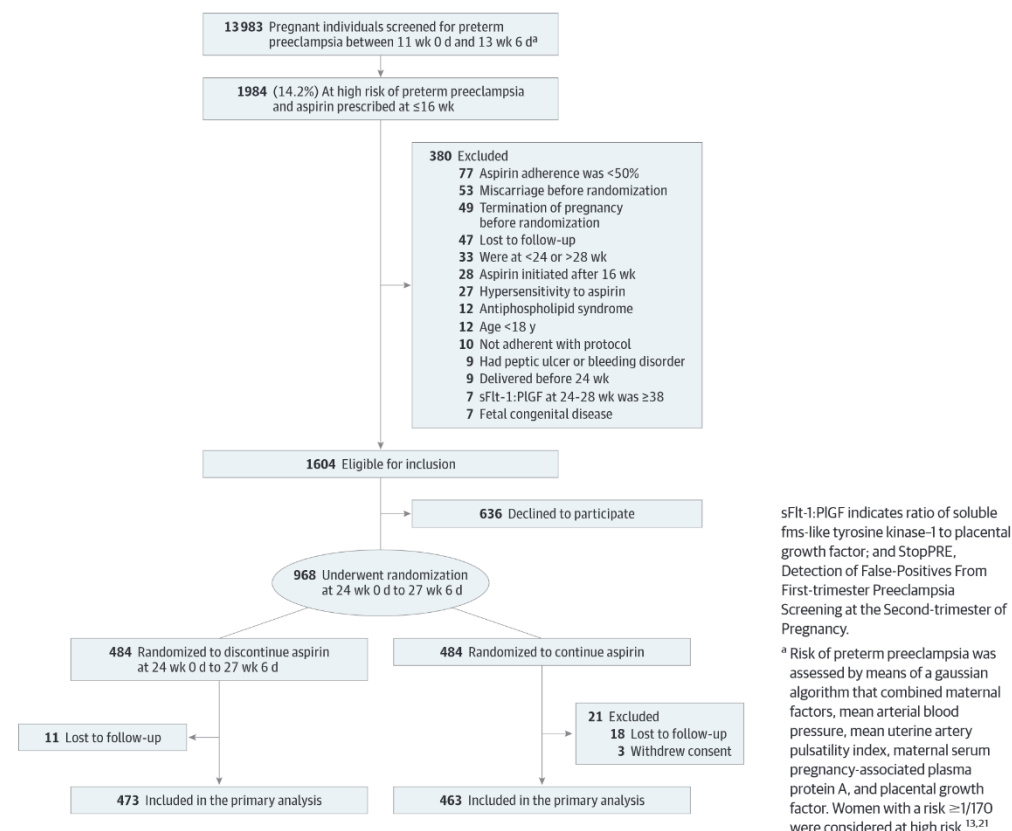 13 983 Pregnant individuals screened for preterm
preeclampsia between 11 wk 0 d and 13 wk 6 dᵃ
1984 (14.2%) At high risk of preterm preeclampsia
and aspirin prescribed at ≤16 wk
380 Excluded
77 Aspirin adherence was <50%
53 Miscarriage before randomization
49 Termination of pregnancy
before randomization
47 Lost to follow-up
33 Were at <24 or >28 wk
28 Aspirin initiated after 16 wk
27 Hypersensitivity to aspirin
12 Antiphospholipid syndrome
12 Age <18 y
10 Not adherent with protocol
9 Had peptic ulcer or bleeding disorder
9 Delivered before 24 wk
7 sFlt-1:PlGF at 24-28 wk was ≥38
7 Fetal congenital disease
1604 Eligible for inclusion
636 Declined to participate
968 Underwent randomization
at 24 wk 0 d to 27 wk 6 d
484 Randomized to discontinue aspirin
at 24 wk 0 d to 27 wk 6 d
484 Randomized to continue aspirin
11 Lost to follow-up
21 Excluded
18 Lost to follow-up
3 Withdrew consent
473 Included in the primary analysis
463 Included in the primary analysis
sFlt-1:PlGF indicates ratio of soluble
fms-like tyrosine kinase-1 to placental
growth factor; and StopPRE,
Detection of False-Positives From
First-trimester Preeclampsia
Screening at the Second-trimester of
Pregnancy.
ᵃ Risk of preterm preeclampsia was
assessed by means of a gaussian
algorithm that combined maternal
factors, mean arterial blood
pressure, mean uterine artery
pulsatility index, maternal serum
pregnancy-associated plasma
protein A, and placental growth
factor. Women with a risk ≥1/170
were considered at high risk.¹³,²¹